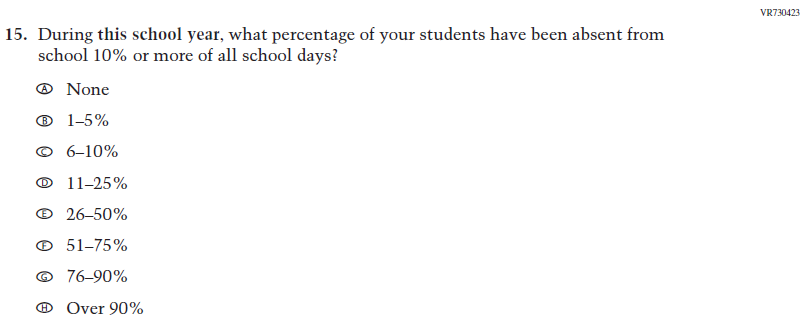 VR730423
15. During this school year, what percentage of your students have been absent from
school 10% or more of all school days?
A None
B 1–5%
C 6–10%
D 11–25%
E 26–50%
F 51–75%
G 76–90%
H Over 90%